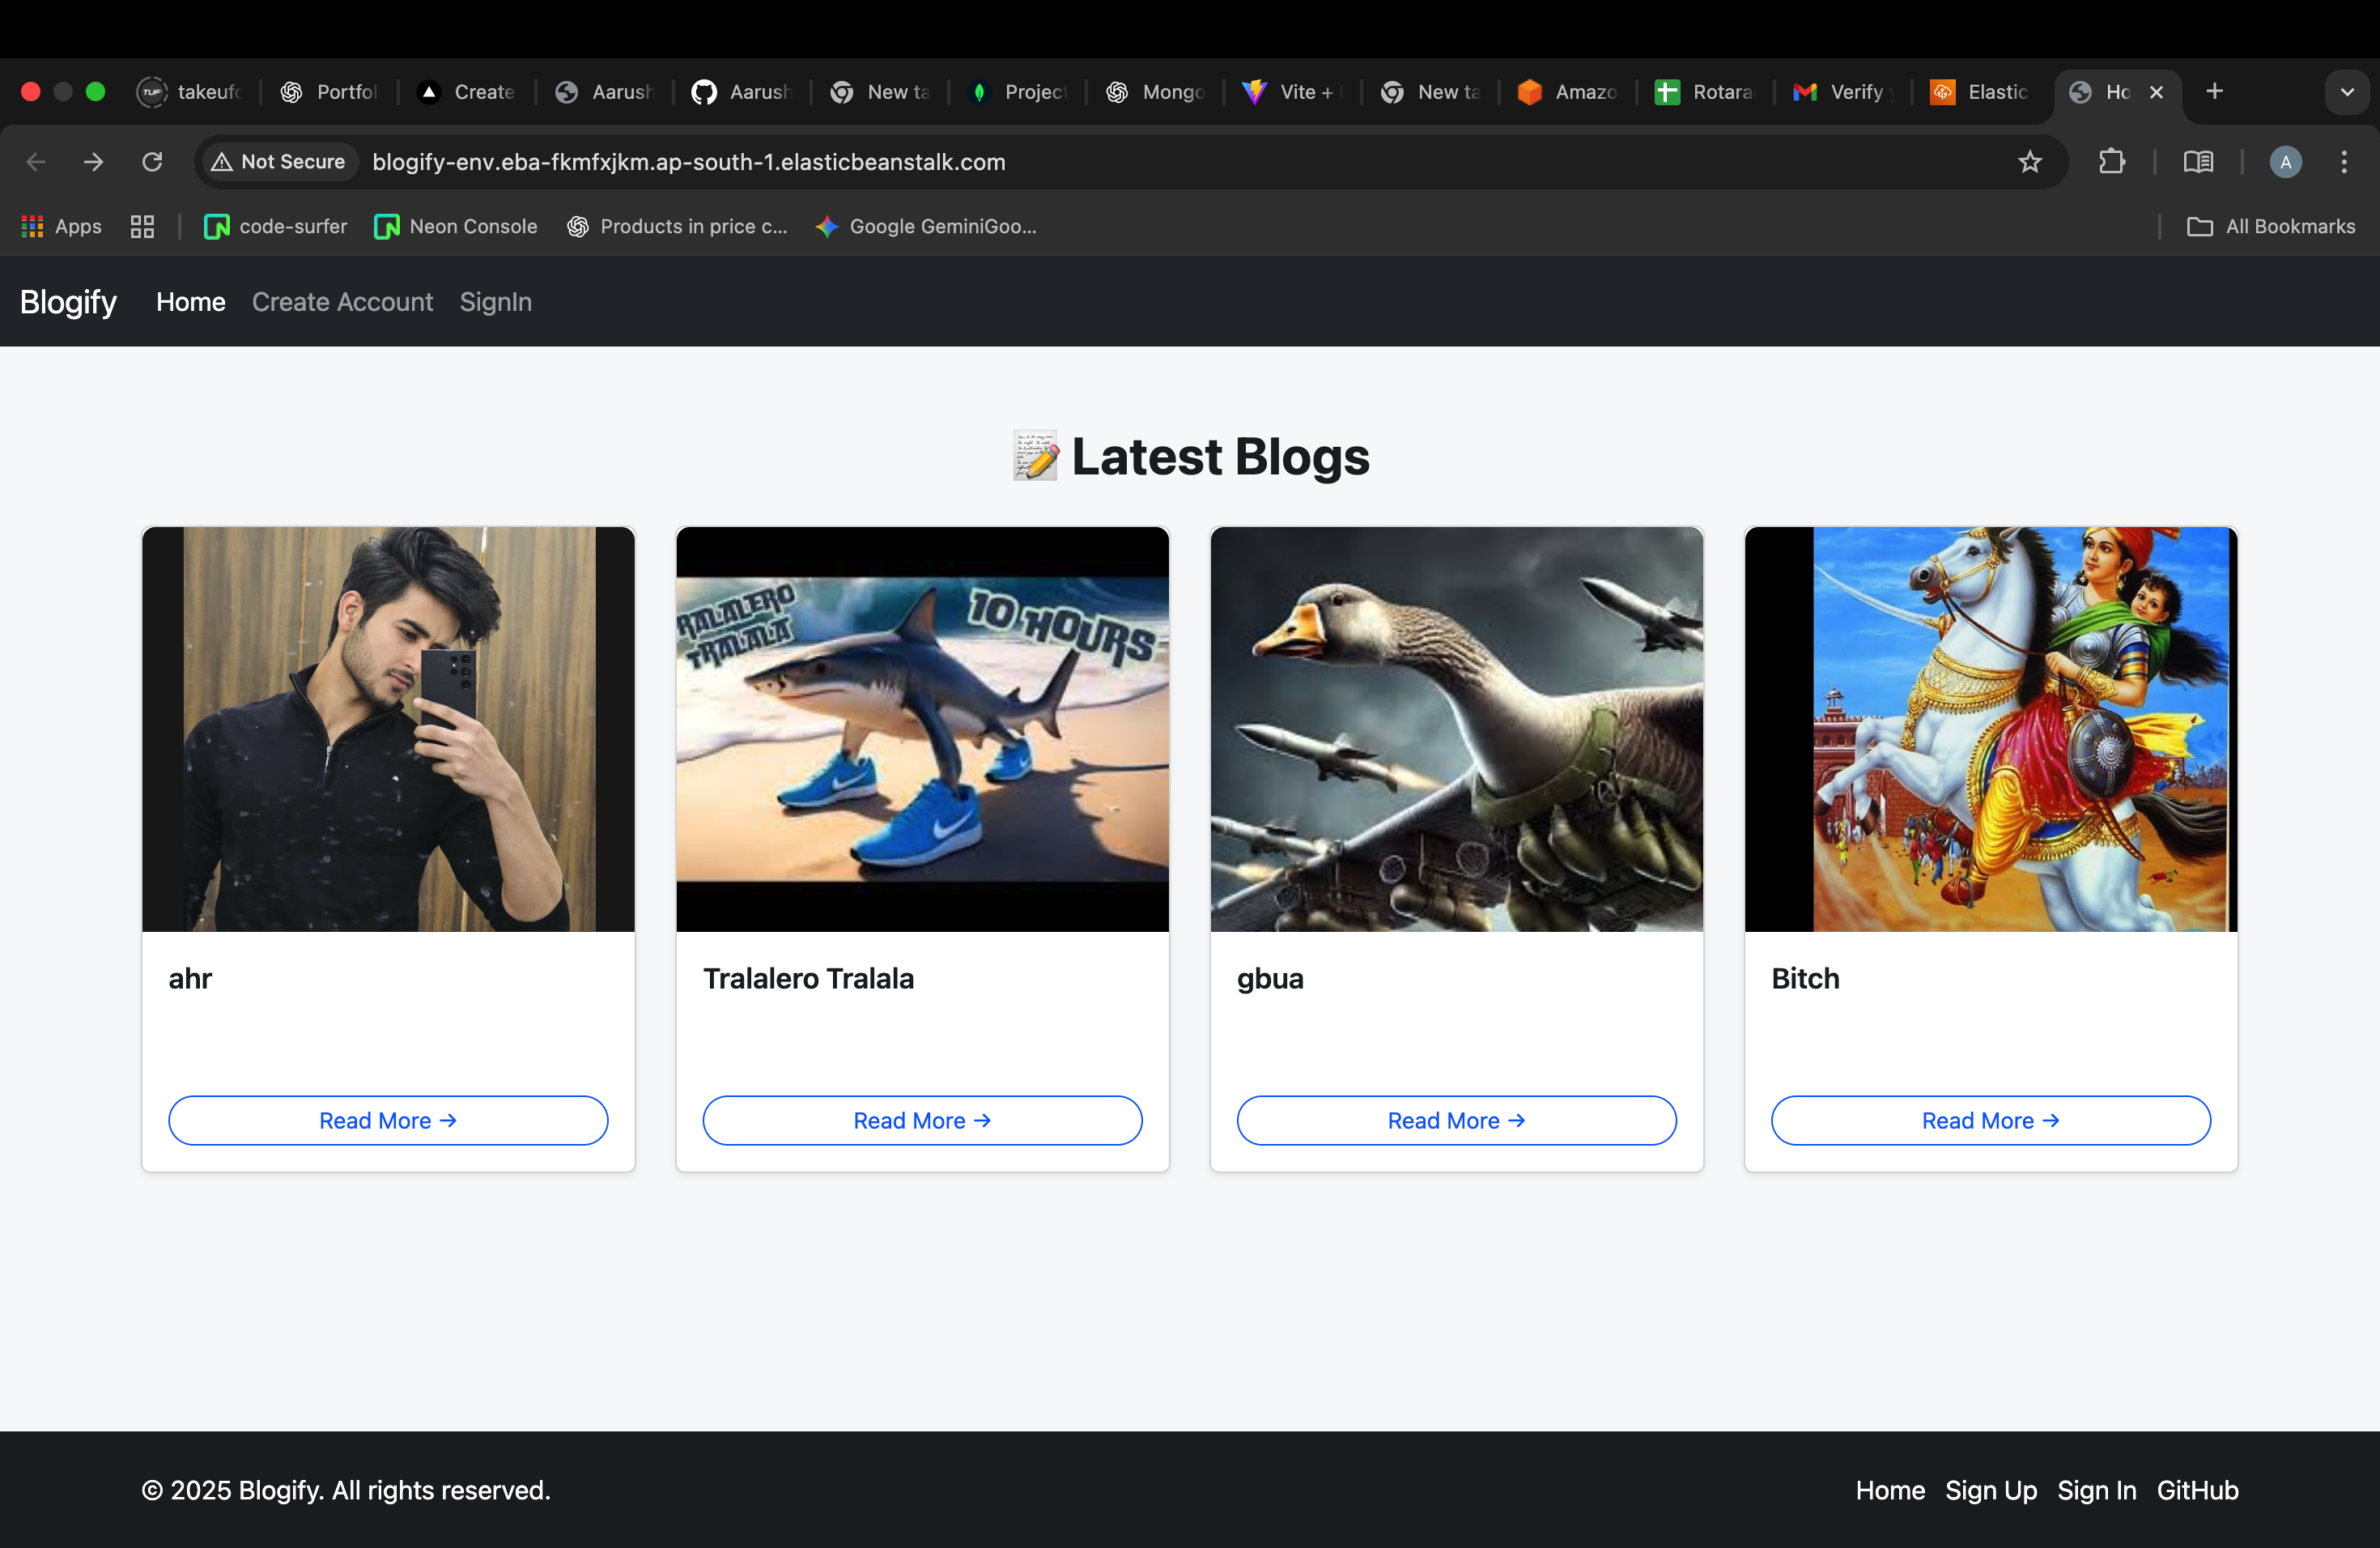 takeufo Portfol Create Aarush Aarush New ta Project Mongo Vite + New ta Amazo Rotara Verify Elastic Ho
Not Secure blogify-env.eba-fkmfxjkm.ap-south-1.elasticbeanstalk.com A
Apps code-surfer Neon Console Products in price c... Google GeminiGoo... All Bookmarks
Blogify Home Create Account SignIn
Latest Blogs
RALALERO TRALALA 10 HOURS
ahr Tralalero Tralala gbua Bitch
Read More → Read More → Read More → Read More →
© 2025 Blogify. All rights reserved. Home Sign Up Sign In GitHub